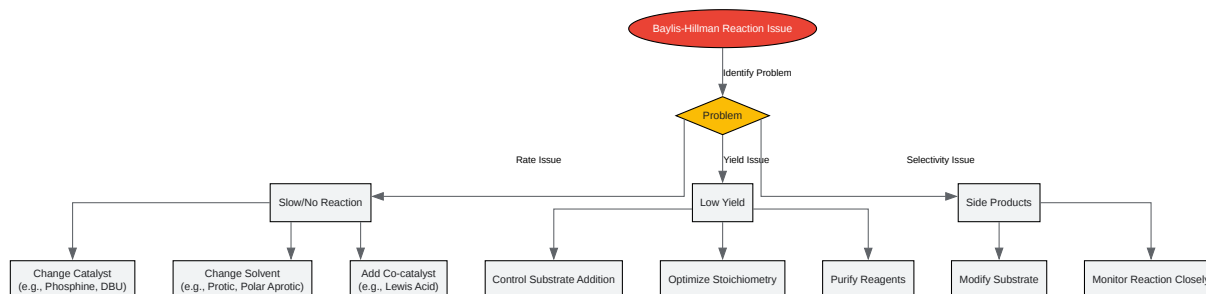 Baylis-Hillman Reaction Issue
Identify Problem
Problem
Rate Issue
Yield Issue
Selectivity Issue
Slow/No Reaction
Low Yield
Side Products
Change Catalyst
(e.g., Phosphine, DBU)
Change Solvent
(e.g., Protic, Polar Aprotic)
Add Co-catalyst
(e.g., Lewis Acid)
Control Substrate Addition
Optimize Stoichiometry
Purify Reagents
Modify Substrate
Monitor Reaction Closely